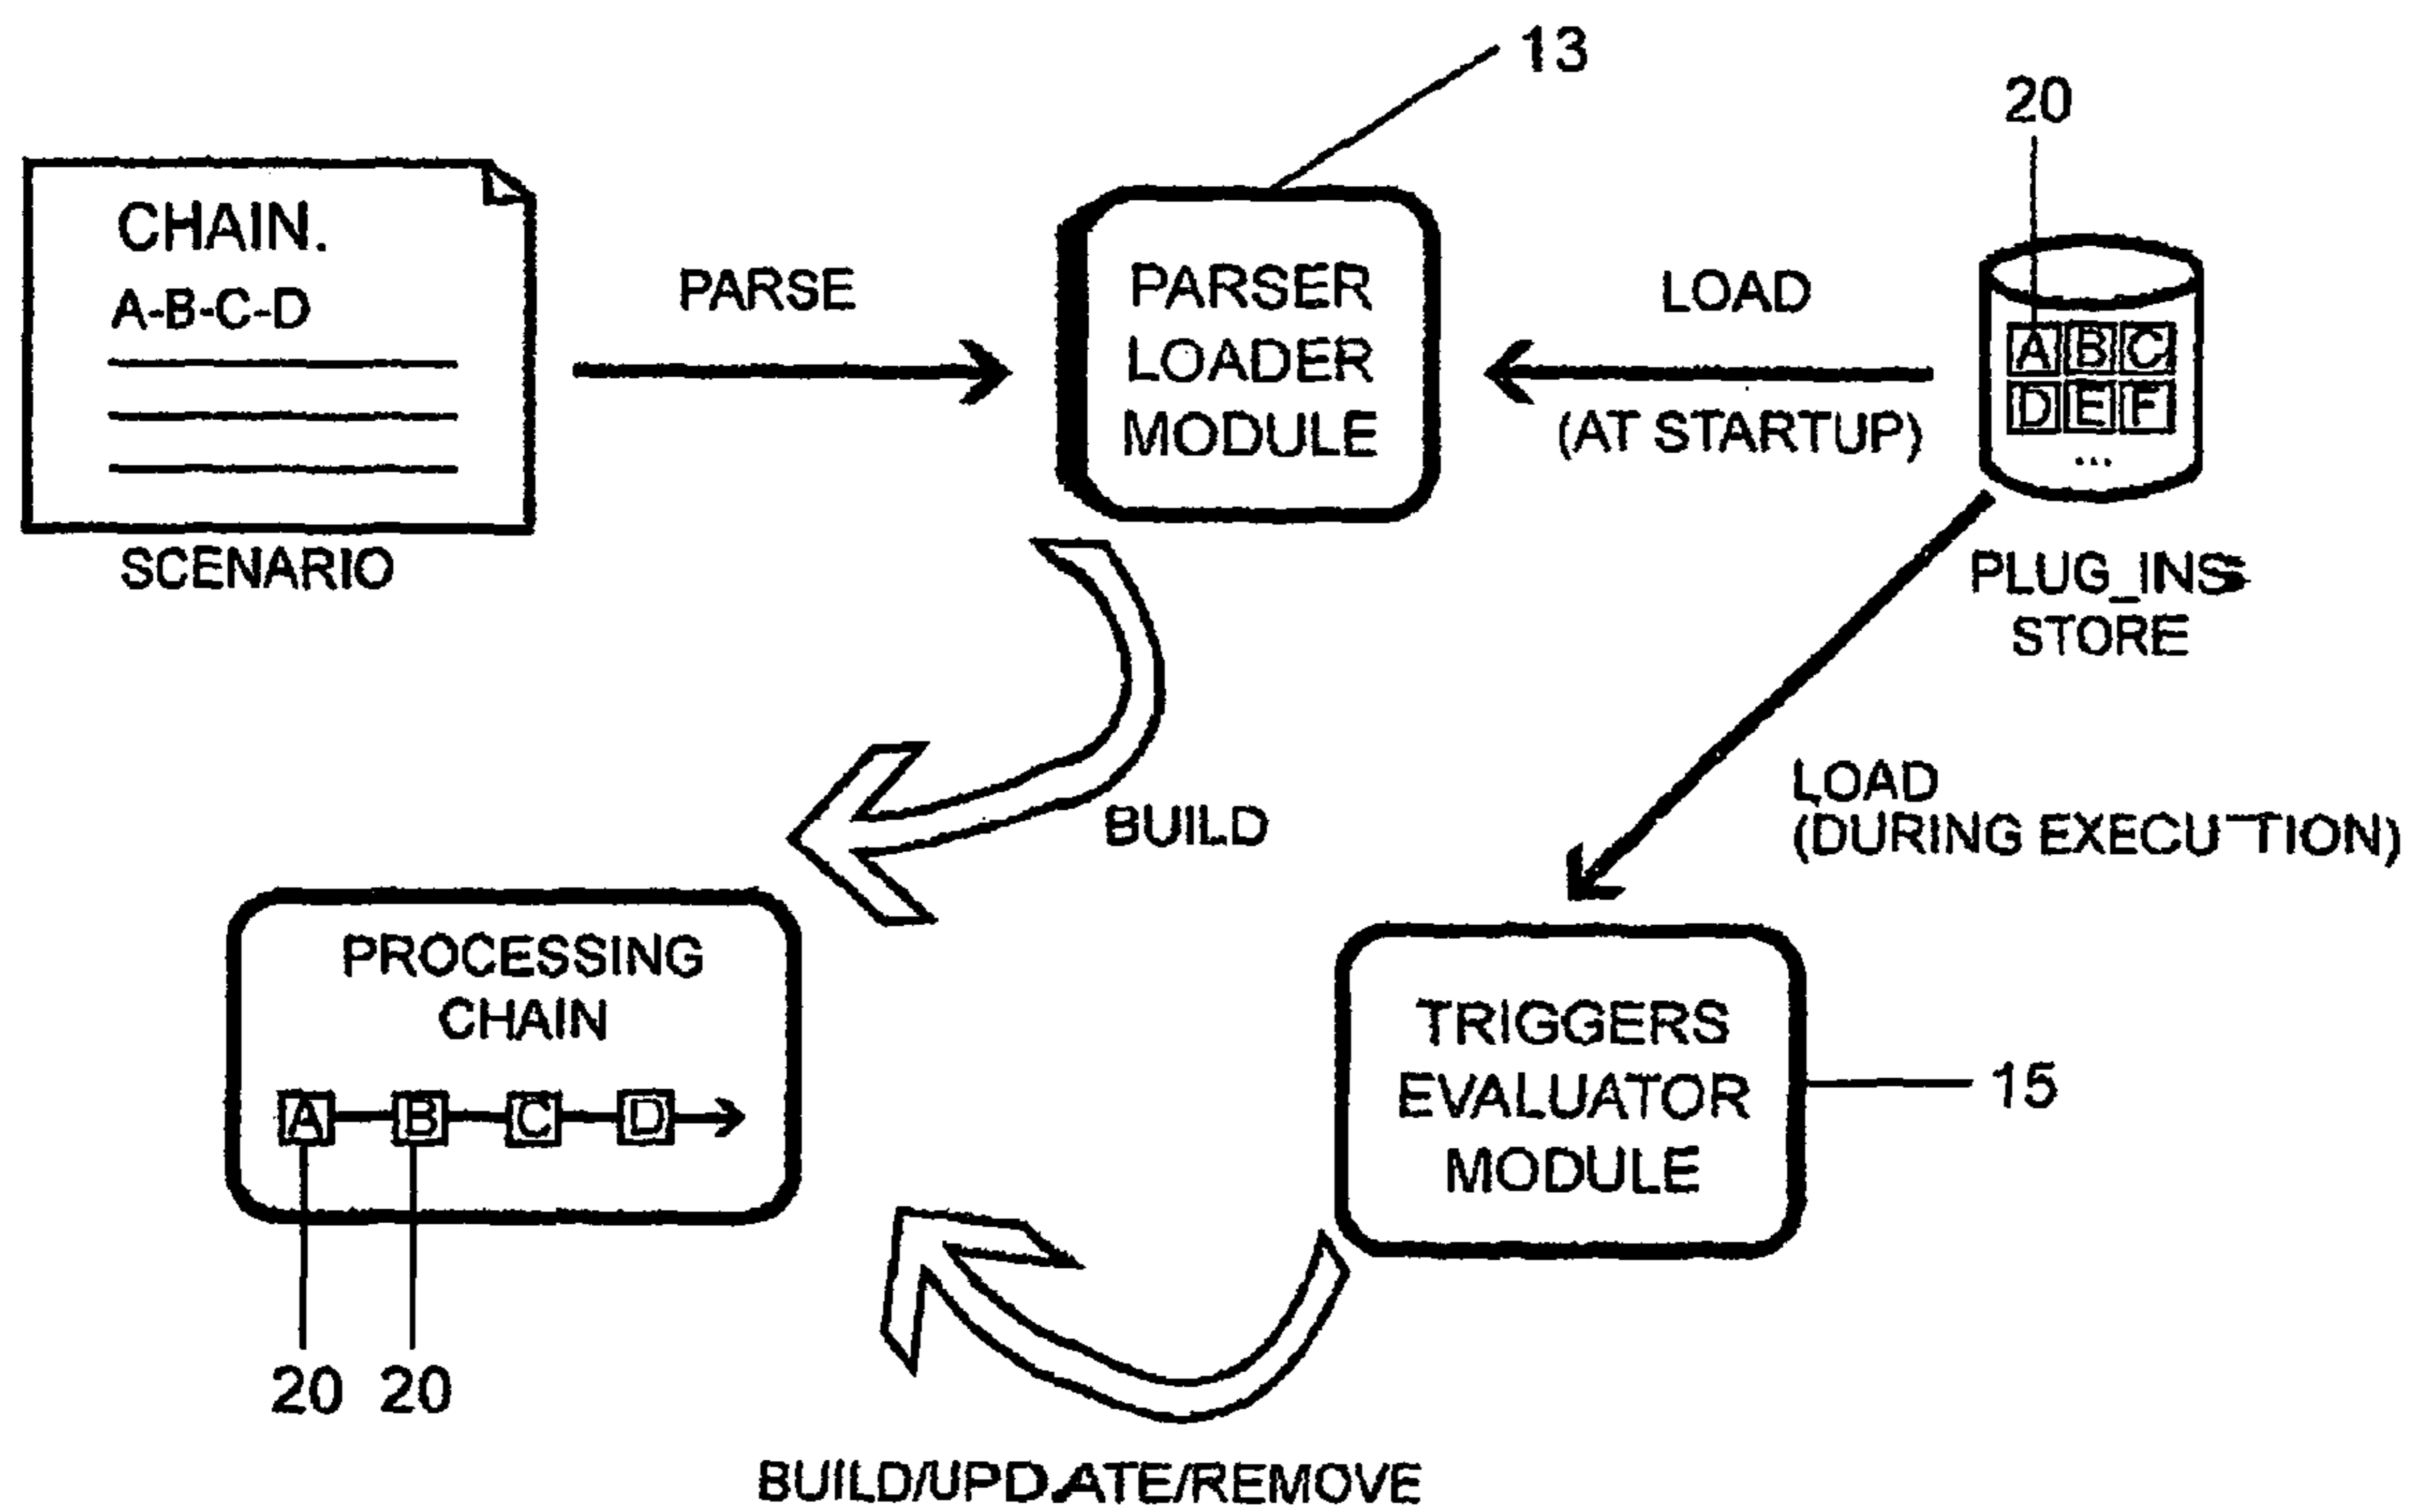 13
20
CHAIN.
A-B-C-D
SCENARIO
PARSE
PARSER
LOADER
MODULE
LOAD
(AT STARTUP)
A B C
D E F
...
PLUG_INS
STORE
BUILD
LOAD
(DURING EXECUTION)
PROCESSING
CHAIN
A B C D
20 20
TRIGGERS
EVALUATOR
MODULE
15
BUILD/UPDATE/REMOVE